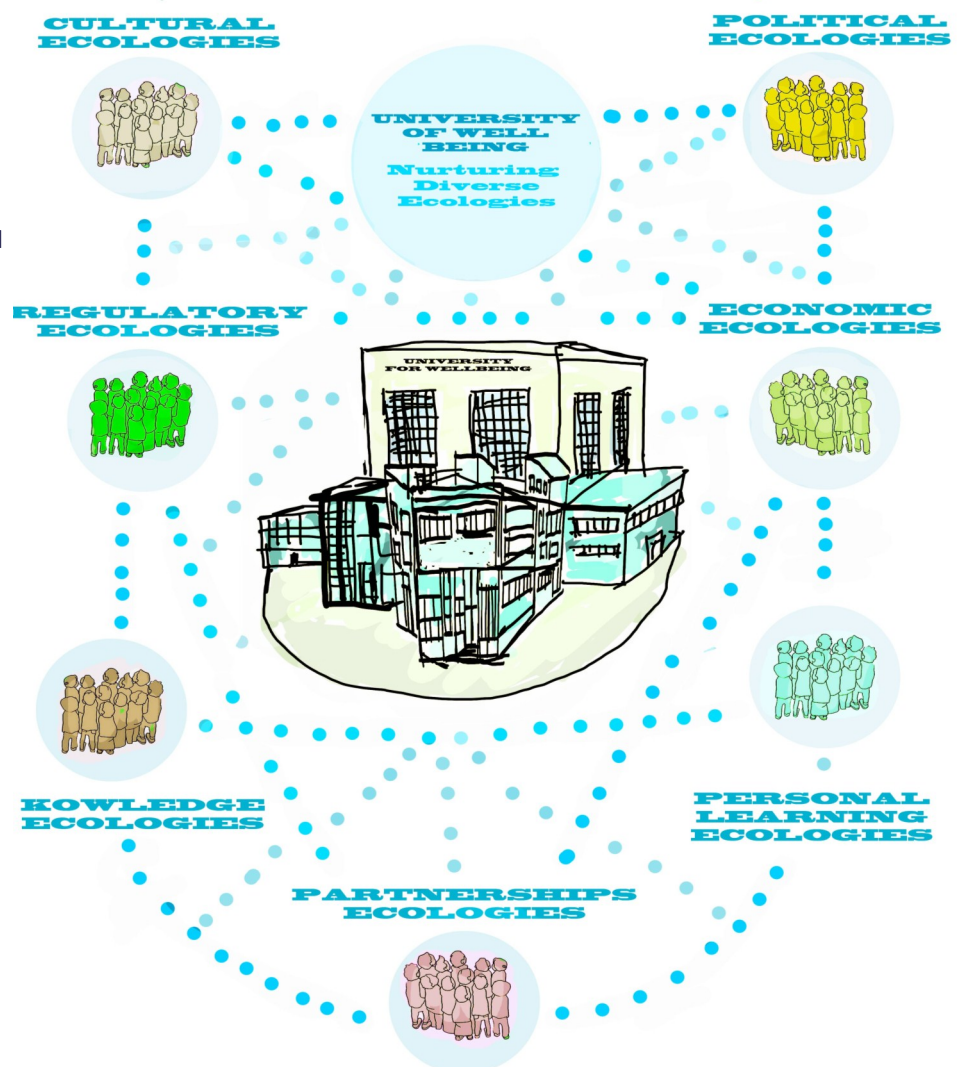 CULTURAL
ECOLOGIES
POLITICAL
ECOLOGIES
UNIVERSITY
OF WELL
BEING
Nurturing
Diverse
Ecologies
REGULATORY
ECOLOGIES
ECONOMIC
ECOLOGIES
UNIVERSITY
FOR WELLBEING
KOWLEDGE
ECOLOGIES
PERSONAL
LEARNING
ECOLOGIES
PARTNERSHIPS
ECOLOGIES